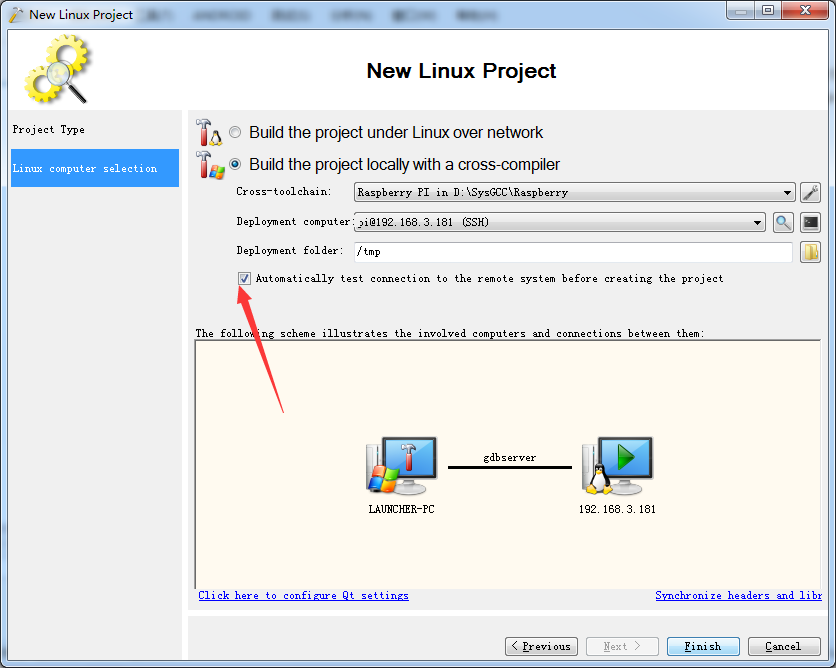 New Linux Project
New Linux Project
Project Type
Linux computer selection
Build the project under Linux over network
Build the project locally with a cross-compiler
Cross-toolchain: Raspberry PI in D:\SysGCC\Raspberry
Deployment computer: pi@192.168.3.181 (SSH)
Deployment folder: /tmp
Automatically test connection to the remote system before creating the project
The following scheme illustrates the involved computers and connections between them:
gdbserver
LAUNCHER-PC 192.168.3.181
Click here to configure Qt settings Synchronize headers and libr
< Previous Next > Finish Cancel